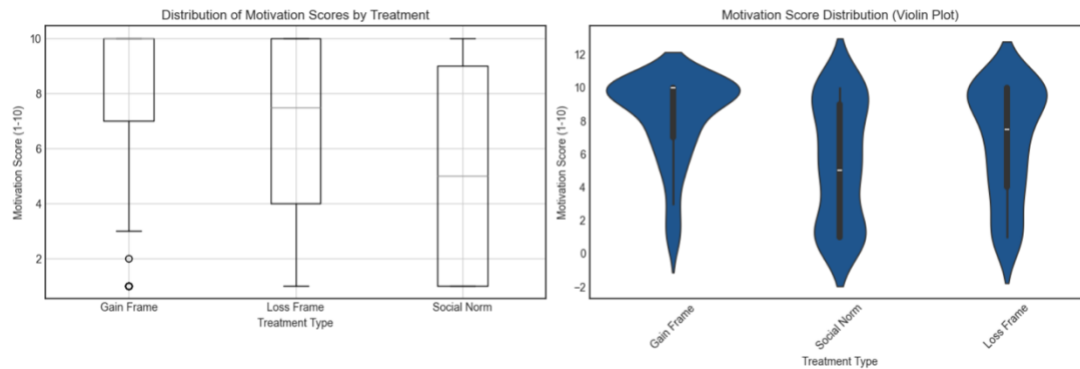 Distribution of Motivation Scores by Treatment
Motivation Score (1-10)
10
8
6
4
2
Gain Frame
Loss Frame
Social Norm
Treatment Type
Motivation Score Distribution (Violin Plot)
Motivation Score (1-10)
12
10
8
6
4
2
0
−2
Gain Frame
Social Norm
Loss Frame
Treatment Type